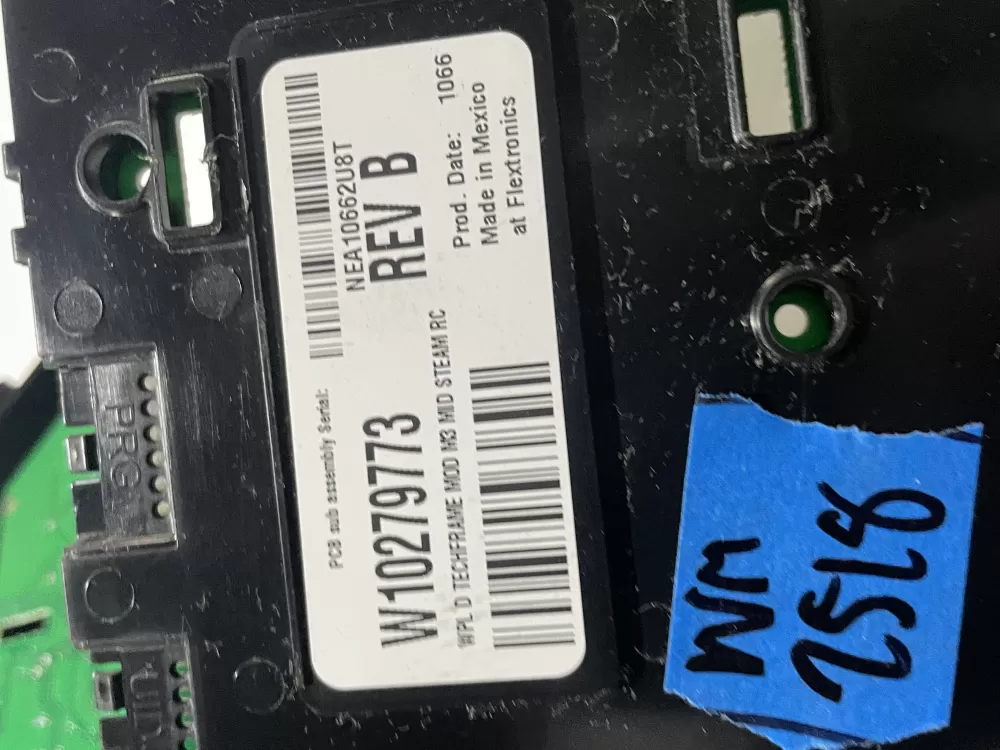 PCB sub assembly Serial:
NEA10662U8T
W10279773 REV B
WPL D TECHFRAME MOD M3 MID STEAM RC
Prod. Date: 1066
Made in Mexico
at Flextronics
PRG
WM
2518